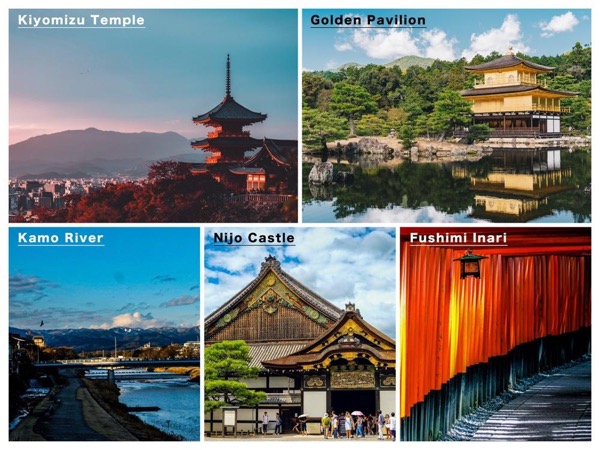 Kiyomizu Temple
Golden Pavilion
Kamo River
Nijo Castle
Fushimi Inari